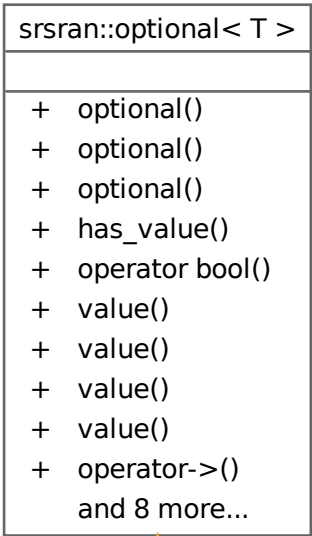 srsran::optional< T >
+ optional()
+ optional()
+ optional()
+ has_value()
+ operator bool()
+ value()
+ value()
+ value()
+ value()
+ operator->()
and 8 more...